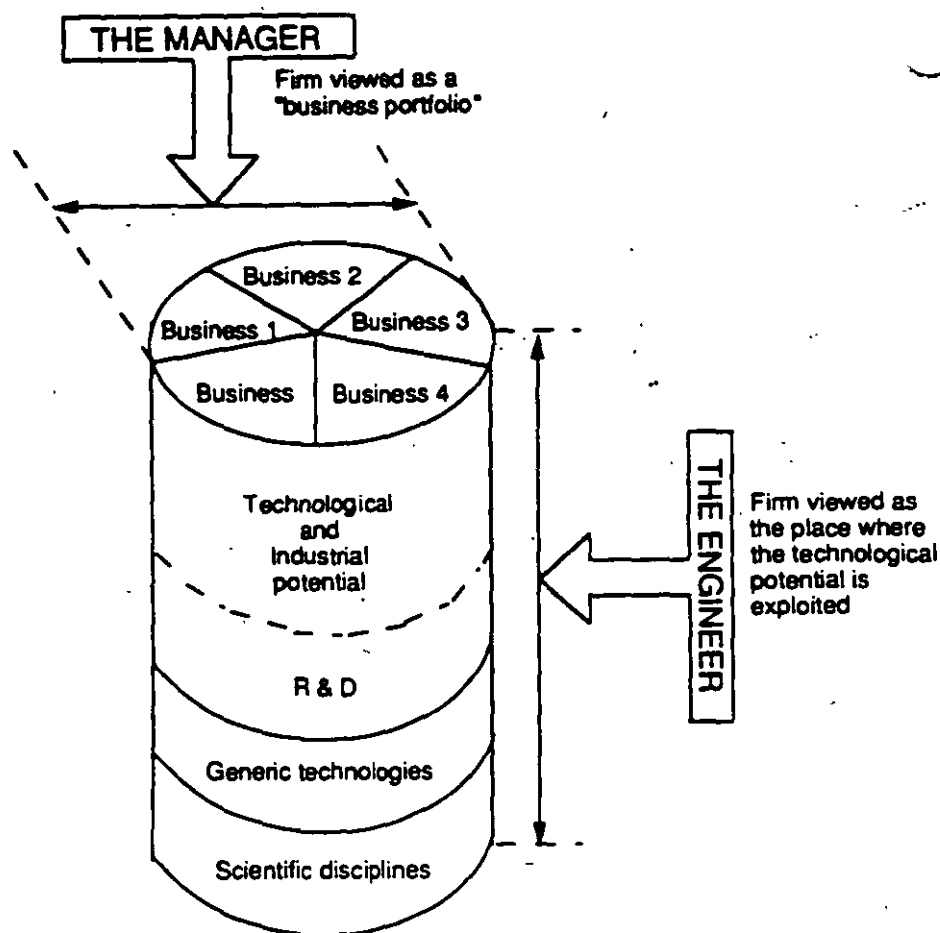 THE MANAGER
Firm viewed as a
"business portfolio"
Business 2
Business 1
Business 3
Business
Business 4
Technological
and
Industrial
potential
THE ENGINEER
Firm viewed as
the place where
the technological
potential is
exploited
R & D
Generic technologies
Scientific disciplines